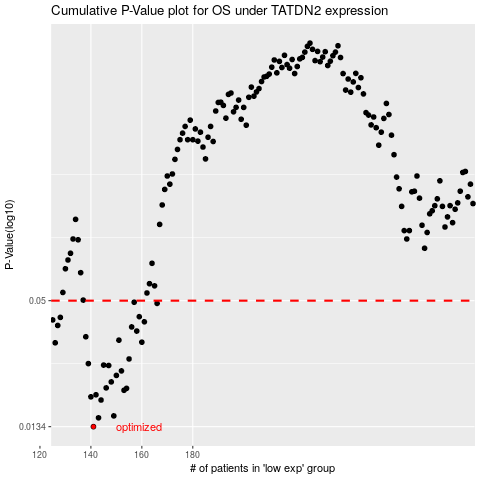 Cumulative P-Value plot for OS under TATDN2 expression
P-Value(log10)
0.05
0.0134
optimized
120 140 160 180
# of patients in 'low exp' group